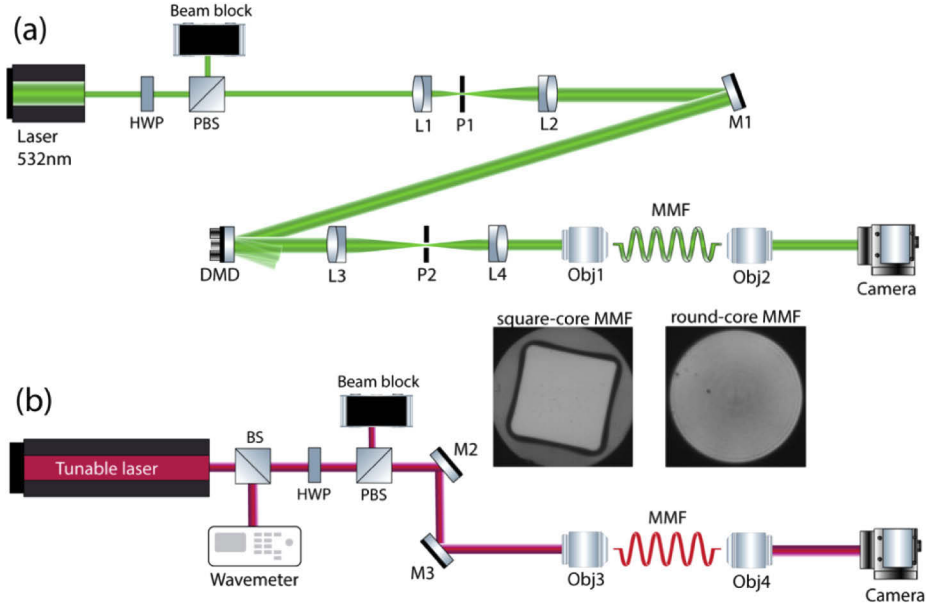 (a)
Beam block
HWP
PBS
L1
P1
L2
M1
Laser
532nm
MMF
DMD
L3
P2
L4
Obj1
Obj2
Camera
square-core MMF
round-core MMF
(b)
Beam block
BS
M2
Tunable laser
HWP
PBS
MMF
Wavemeter
M3
Obj3
Obj4
Camera